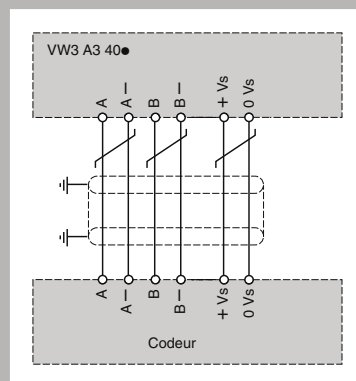 VW3 A3 40●
A
A –
B
B –
+ Vs
0 Vs
A
A –
B
B –
+ Vs
0 Vs
Codeur